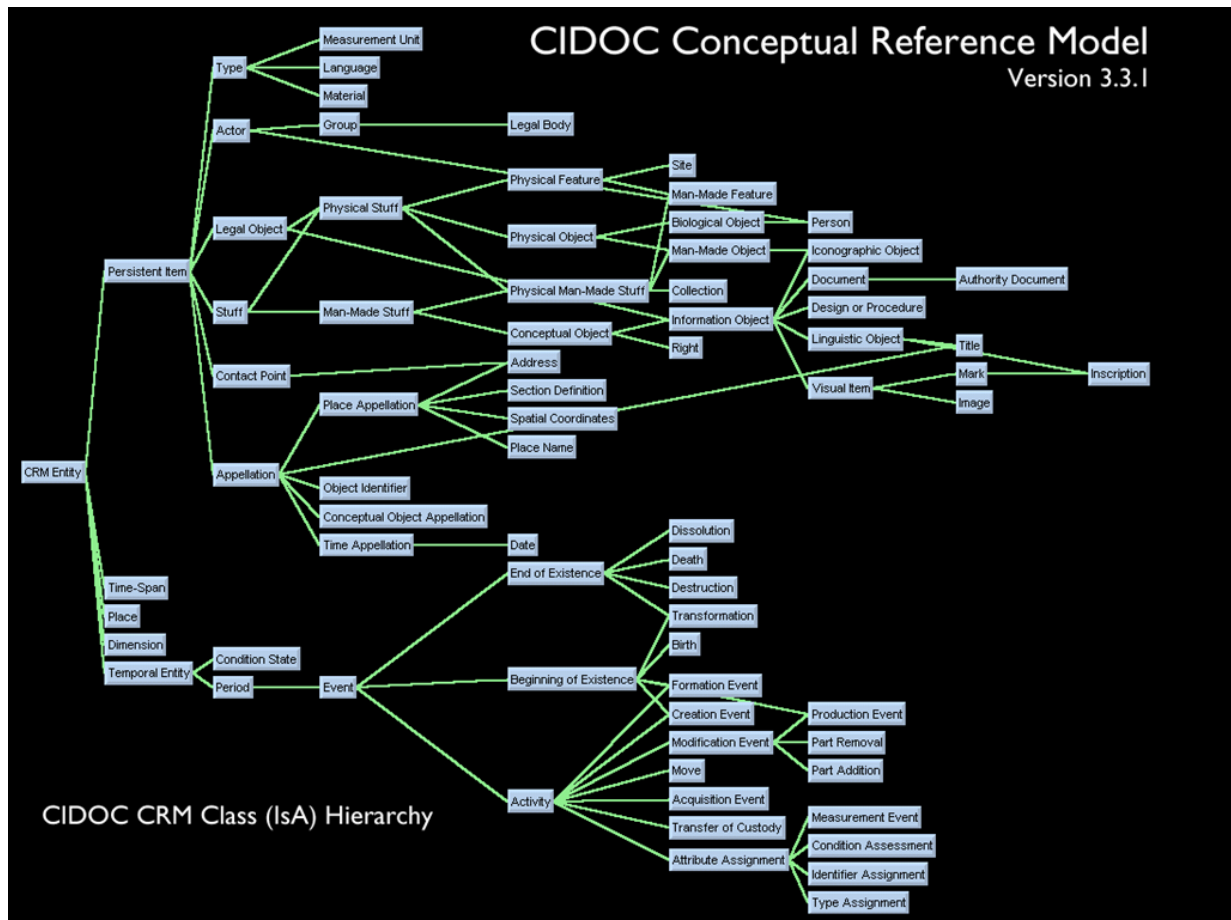 CIDOC Conceptual Reference Model
Version 3.3.1
Measurement Unit
Type
Language
Material
Actor
Group
Legal Body
Site
Physical Feature
Man-Made Feature
Physical Stuff
Legal Object
Biological Object
Person
Physical Object
Man-Made Object
Iconographic Object
Persistent Item
Document
Authority Document
Physical Man-Made Stuff
Collection
Design or Procedure
Stuff
Man-Made Stuff
Information Object
Conceptual Object
Linguistic Object
Right
Title
Address
Contact Point
Mark
Inscription
Section Definition
Visual Item
Image
Place Appellation
Spatial Coordinates
Place Name
CRM Entity
Appellation
Object Identifier
Conceptual Object Appellation
Time Appellation
Date
Dissolution
Death
End of Existence
Destruction
Time-Span
Place
Transformation
Dimension
Birth
Condition State
Temporal Entity
Period
Event
Beginning of Existence
Formation Event
Creation Event
Production Event
Modification Event
Part Removal
Move
Part Addition
Activity
Acquisition Event
CIDOC CRM Class (IsA) Hierarchy
Measurement Event
Transfer of Custody
Condition Assessment
Attribute Assignment
Identifier Assignment
Type Assignment